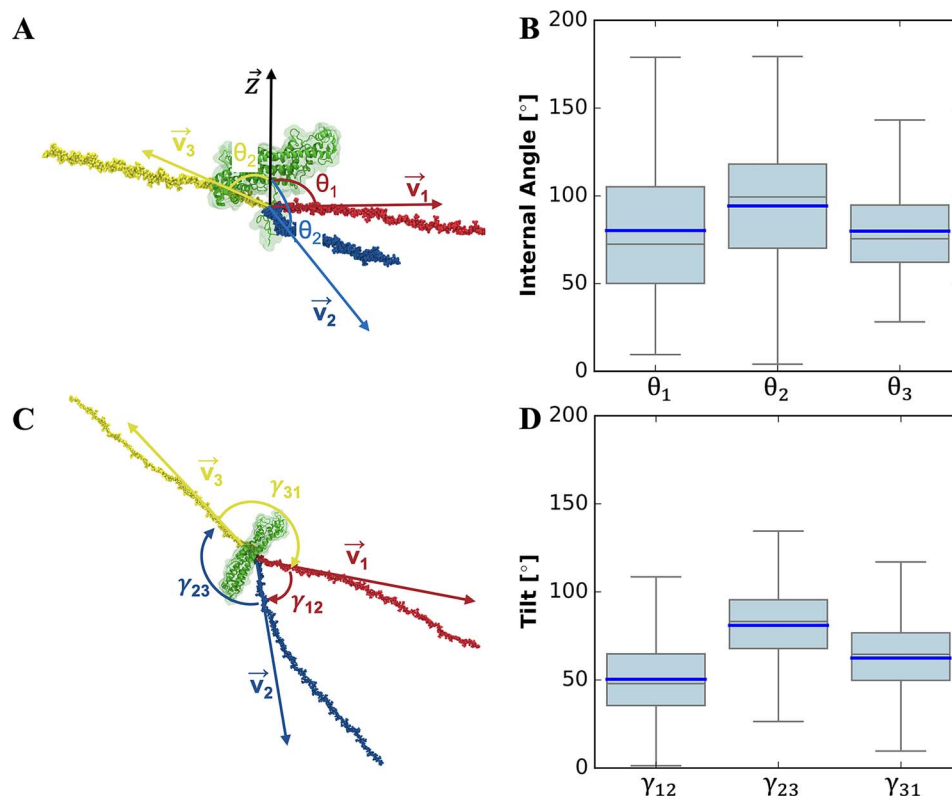 A
z⃗
v⃗₃
θ₂
θ₁
v⃗₁
θ₂
v⃗₂
B
Internal Angle [°]
200
150
100
50
0
θ₁ θ₂ θ₃
C
v⃗₃
γ₃₁
v⃗₁
γ₂₃
γ₁₂
v⃗₂
D
Tilt [°]
200
150
100
50
0
γ₁₂ γ₂₃ γ₃₁